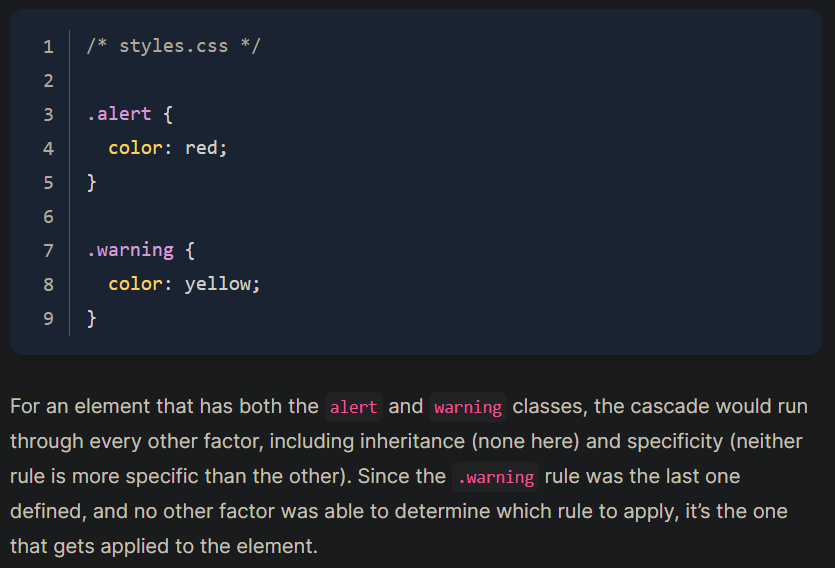 1 /* styles.css */
2
3 .alert {
4   color: red;
5 }
6
7 .warning {
8   color: yellow;
9 }
For an element that has both the alert and warning classes, the cascade would run
through every other factor, including inheritance (none here) and specificity (neither
rule is more specific than the other). Since the .warning rule was the last one
defined, and no other factor was able to determine which rule to apply, it’s the one
that gets applied to the element.